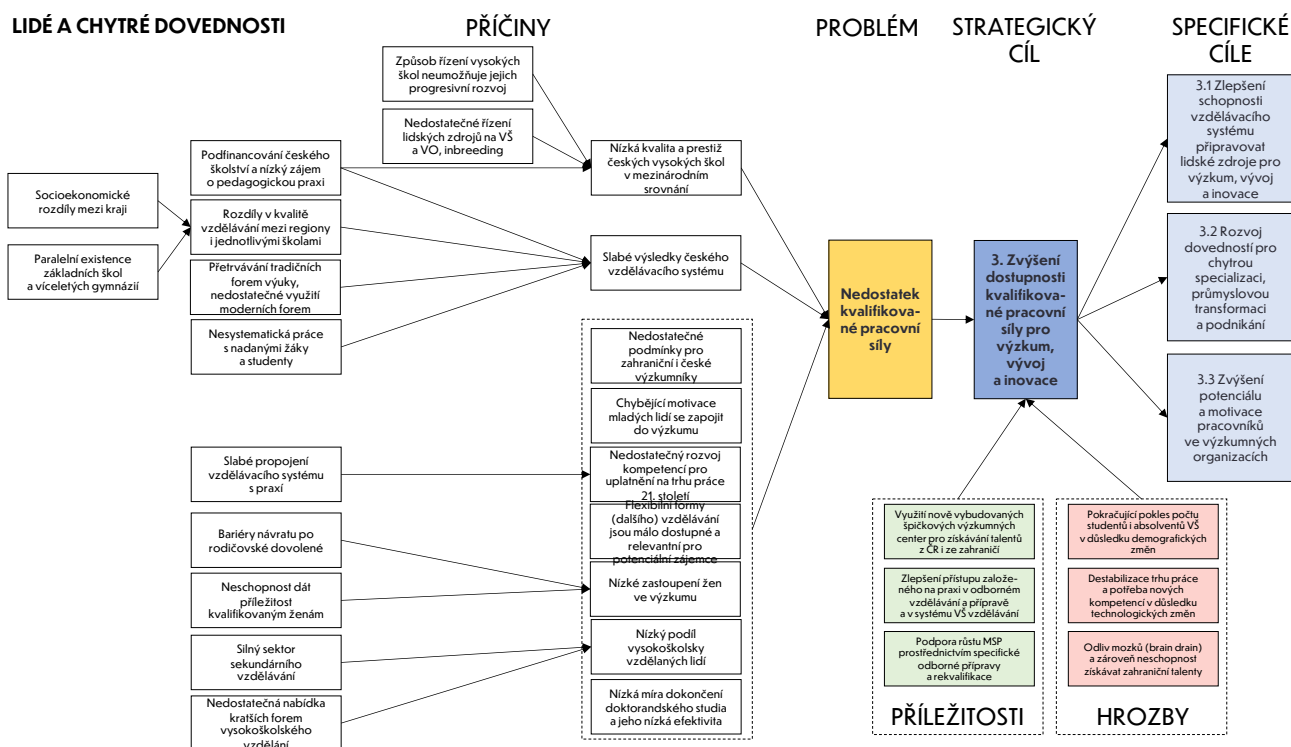 LIDÉ A CHYTRÉ DOVEDNOSTI
PŘÍČINY
PROBLÉM
STRATEGICKÝ
CÍL
SPECIFICKÉ
CÍLE
Způsob řízení vysokých
škol neumožňuje jejich
progresivní rozvoj
Nedostatečné řízení
lidských zdrojů na VŠ
a VO, inbreeding
Podfinancování českého
školství a nízký zájem
o pedagogickou praxi
Socioekonomické
rozdíly mezi kraji
Rozdíly v kvalitě
vzdělávání mezi regiony
i jednotlivými školami
Paralelní existence
základních škol
a víceletých gymnázií
Přetrvávání tradičních
forem výuky,
nedostatečné využití
moderních forem
Nesystematická práce
s nadanými žáky
a studenty
Slabé propojení
vzdělávacího systému
s praxí
Bariéry návratu po
rodičovské dovolené
Neschopnost dát
příležitost
kvalifikovaným ženám
Silný sektor
sekundárního
vzdělávání
Nedostatečná nabídka
kratších forem
vysokoškolského
vzdělání
Nízká kvalita a prestiž
českých vysokých škol
v mezinárodním
srovnání
Slabé výsledky českého
vzdělávacího systému
Nedostatečné
podmínky pro
zahraniční i české
výzkumníky
Chybějící motivace
mladých lidí se zapojit
do výzkumu
Nedostatečný rozvoj
kompetencí pro
uplatnění na trhu práce
21. století
Flexibilní formy
(dalšího) vzdělávání
jsou málo dostupné a
relevantní pro
potenciální zájemce
Nízké zastoupení žen
ve výzkumu
Nízký podíl
vysokoškolsky
vzdělaných lidí
Nízká míra dokončení
doktorandského studia
a jeho nízká efektivita
Nedostatek
kvalifikova-
né pracovní
síly
3. Zvýšení
dostupnosti
kvalifikova-
né pracovní
síly pro
výzkum,
vývoj
a inovace
3.1 Zlepšení
schopnosti
vzdělávacího
systému
připravovat
lidské zdroje pro
výzkum, vývoj
a inovace
3.2 Rozvoj
dovedností pro
chytrou
specializaci,
průmyslovou
transformaci
a podnikání
3.3 Zvýšení
potenciálu
a motivace
pracovníků
ve výzkumných
organizacích
Využití nově vybudovaných
špičkových výzkumných
center pro získávání talentů
z ČR i ze zahraničí
Zlepšení přístupu založe-
ného na praxi v odborném
vzdělávání a přípravě
a v systému VŠ vzdělávání
Podpora růstu MSP
prostřednictvím specifické
odborné přípravy
a rekvalifikace
PŘÍLEŽITOSTI
Pokračující pokles počtu
studentů i absolventů VŠ
v důsledku demografických
změn
Destabilizace trhu práce
a potřeba nových
kompetencí v důsledku
technologických změn
Odliv mozků (brain drain)
a zároveň neschopnost
získávat zahraniční talenty
HROZBY